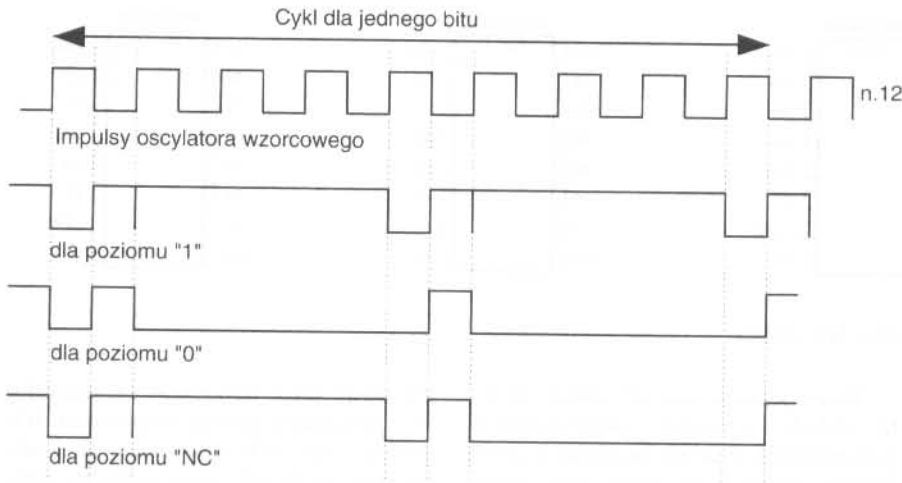 Cykl dla jednego bitu
n.12
Impulsy oscylatora wzorcowego
dla poziomu "1"
dla poziomu "0"
dla poziomu "NC"